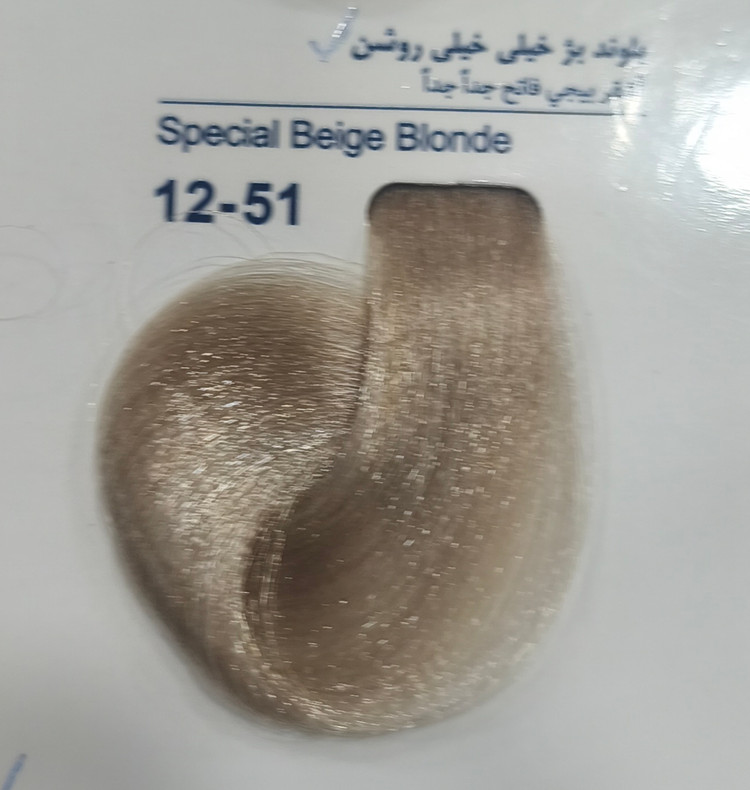 بلوند بژ خیلی خیلی روشن
أشقر بيجي فاتح جداً جداً
Special Beige Blonde
12-51